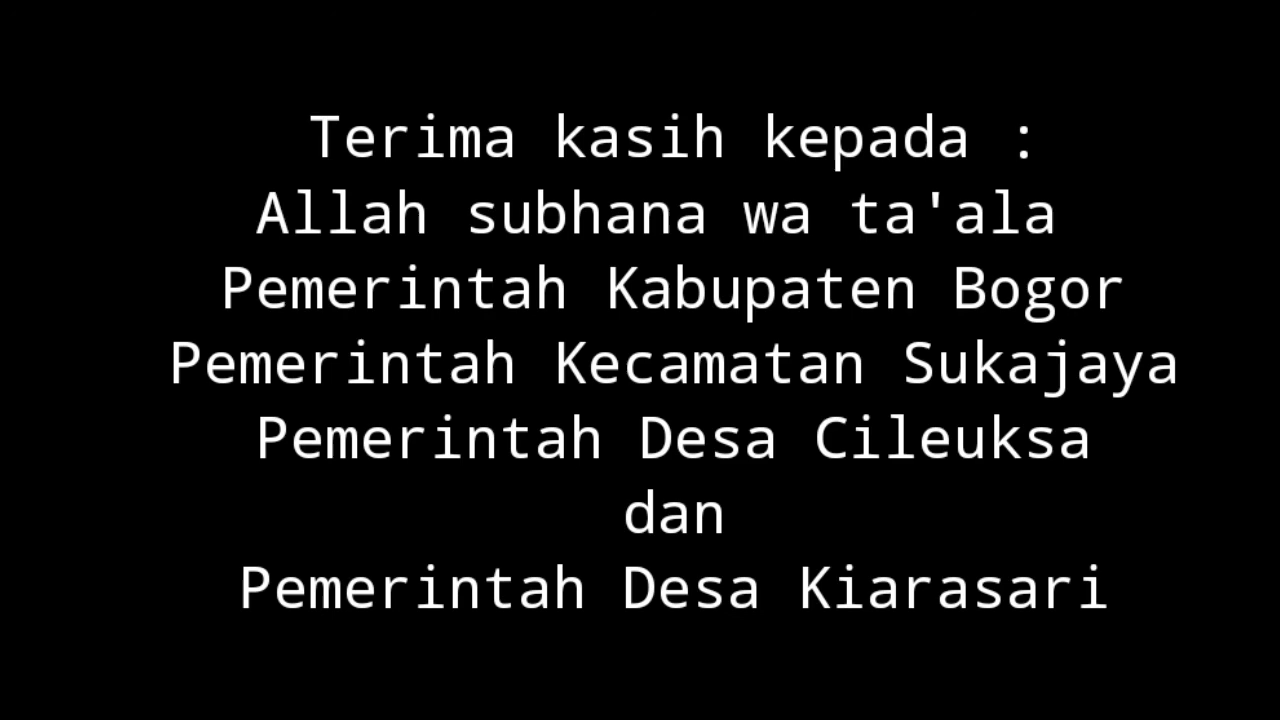 Terima kasih kepada :
Allah subhana wa ta'ala
Pemerintah Kabupaten Bogor
Pemerintah Kecamatan Sukajaya
Pemerintah Desa Cileuksa
dan
Pemerintah Desa Kiarasari